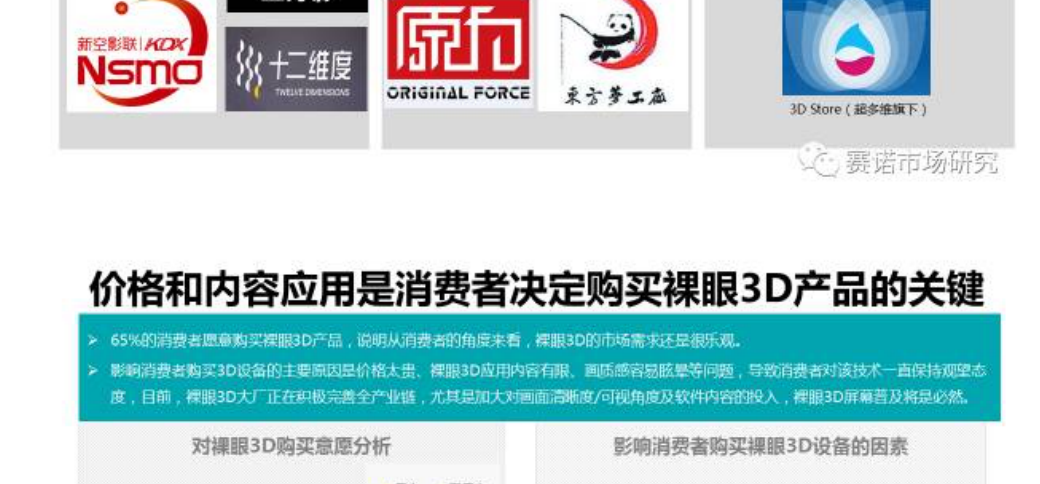 新空影联 KDX
Nsmo
十二维度
TWELVE DIMENSIONS
原力
ORIGINAL FORCE
东方梦工厂
3D Store（超多维旗下）
赛诺市场研究
价格和内容应用是消费者决定购买裸眼3D产品的关键
➢ 65%的消费者愿意购买裸眼3D产品，说明从消费者的角度来看，裸眼3D的市场需求还是很乐观。
➢ 影响消费者购买3D设备的主要原因是价格太贵、裸眼3D应用内容有限、画质感容易眩晕等问题，导致消费者对该技术一直保持观望态
度，目前，裸眼3D大厂正在积极完善全产业链，尤其是加大对画面清晰度/可视角度及软件内容的投入，裸眼3D屏幕普及将是必然。
对裸眼3D购买意愿分析
影响消费者购买裸眼3D设备的因素